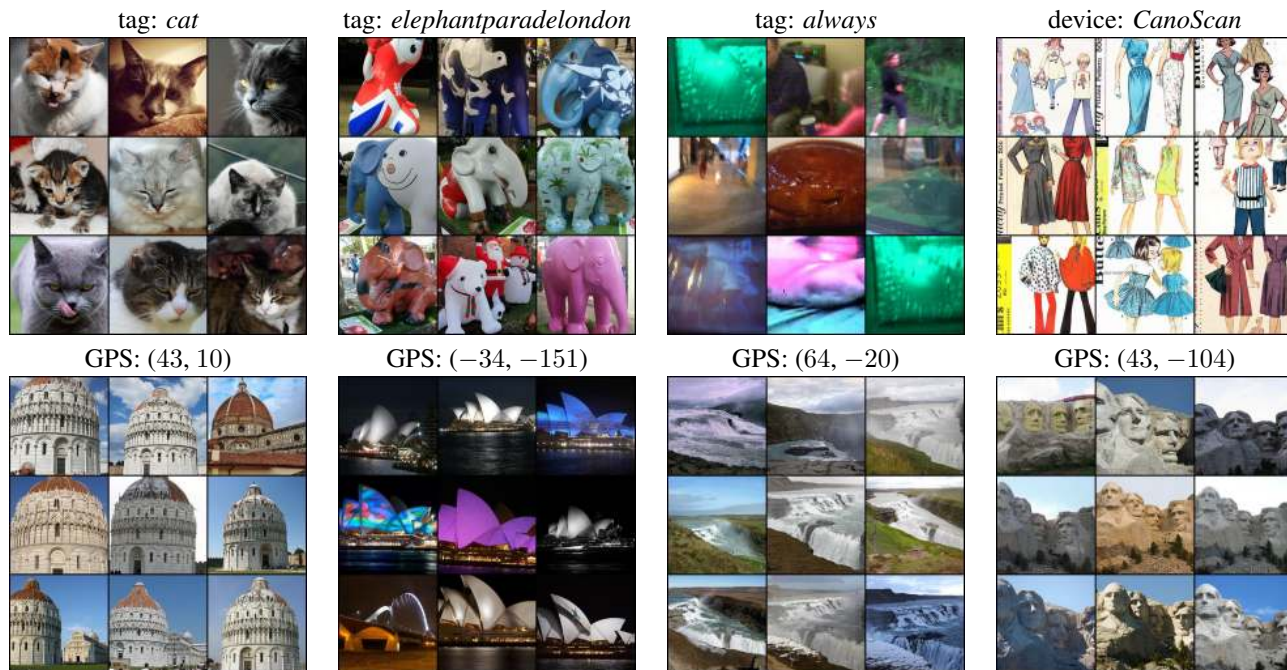 tag: cat
tag: elephantparadelondon
tag: always
device: CanoScan
GPS: (43, 10)
GPS: (−34, −151)
GPS: (64, −20)
GPS: (43, −104)